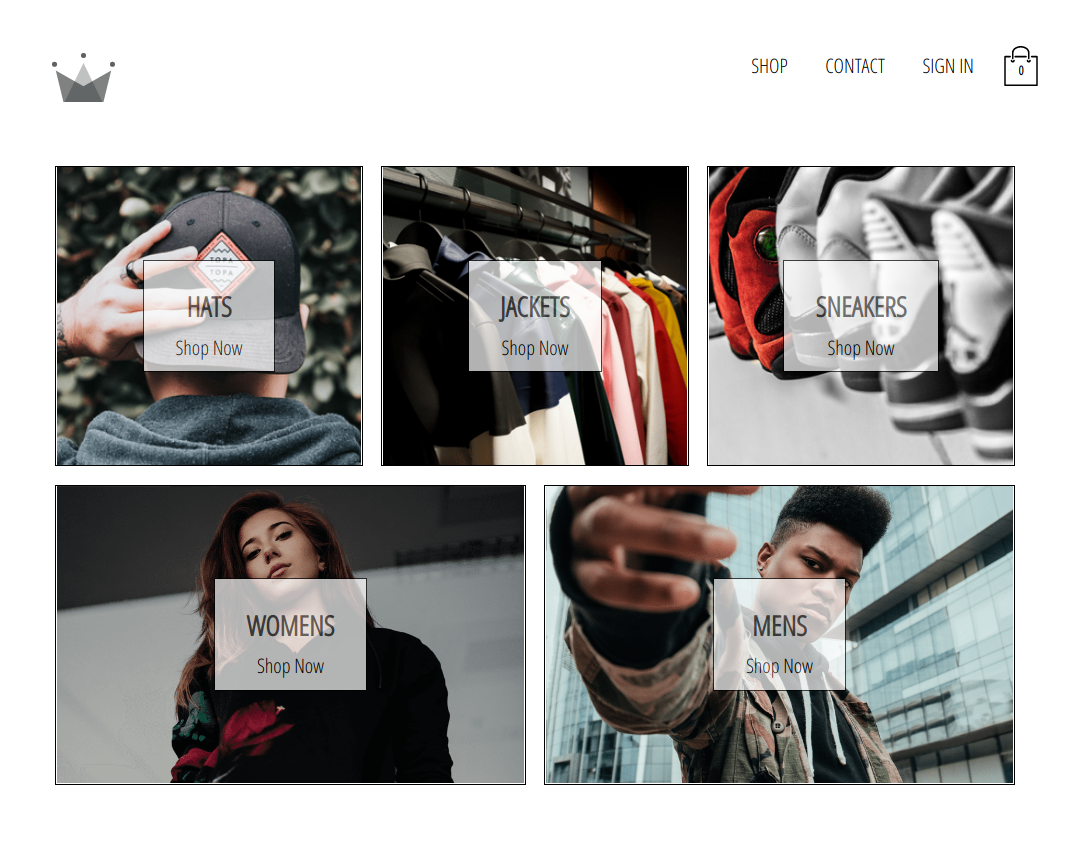 SHOP CONTACT SIGN IN 0
TOPA
TOPA
HATS
Shop Now
JACKETS
Shop Now
SNEAKERS
Shop Now
WOMENS
Shop Now
MENS
Shop Now